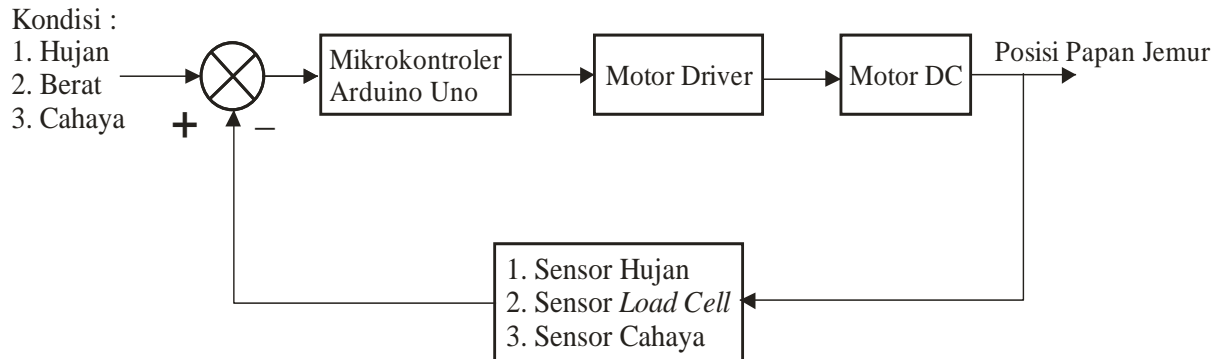 Kondisi :
1. Hujan
2. Berat
3. Cahaya
+
–
Mikrokontroler
Arduino Uno
Motor Driver
Motor DC
Posisi Papan Jemur
1. Sensor Hujan
2. Sensor Load Cell
3. Sensor Cahaya